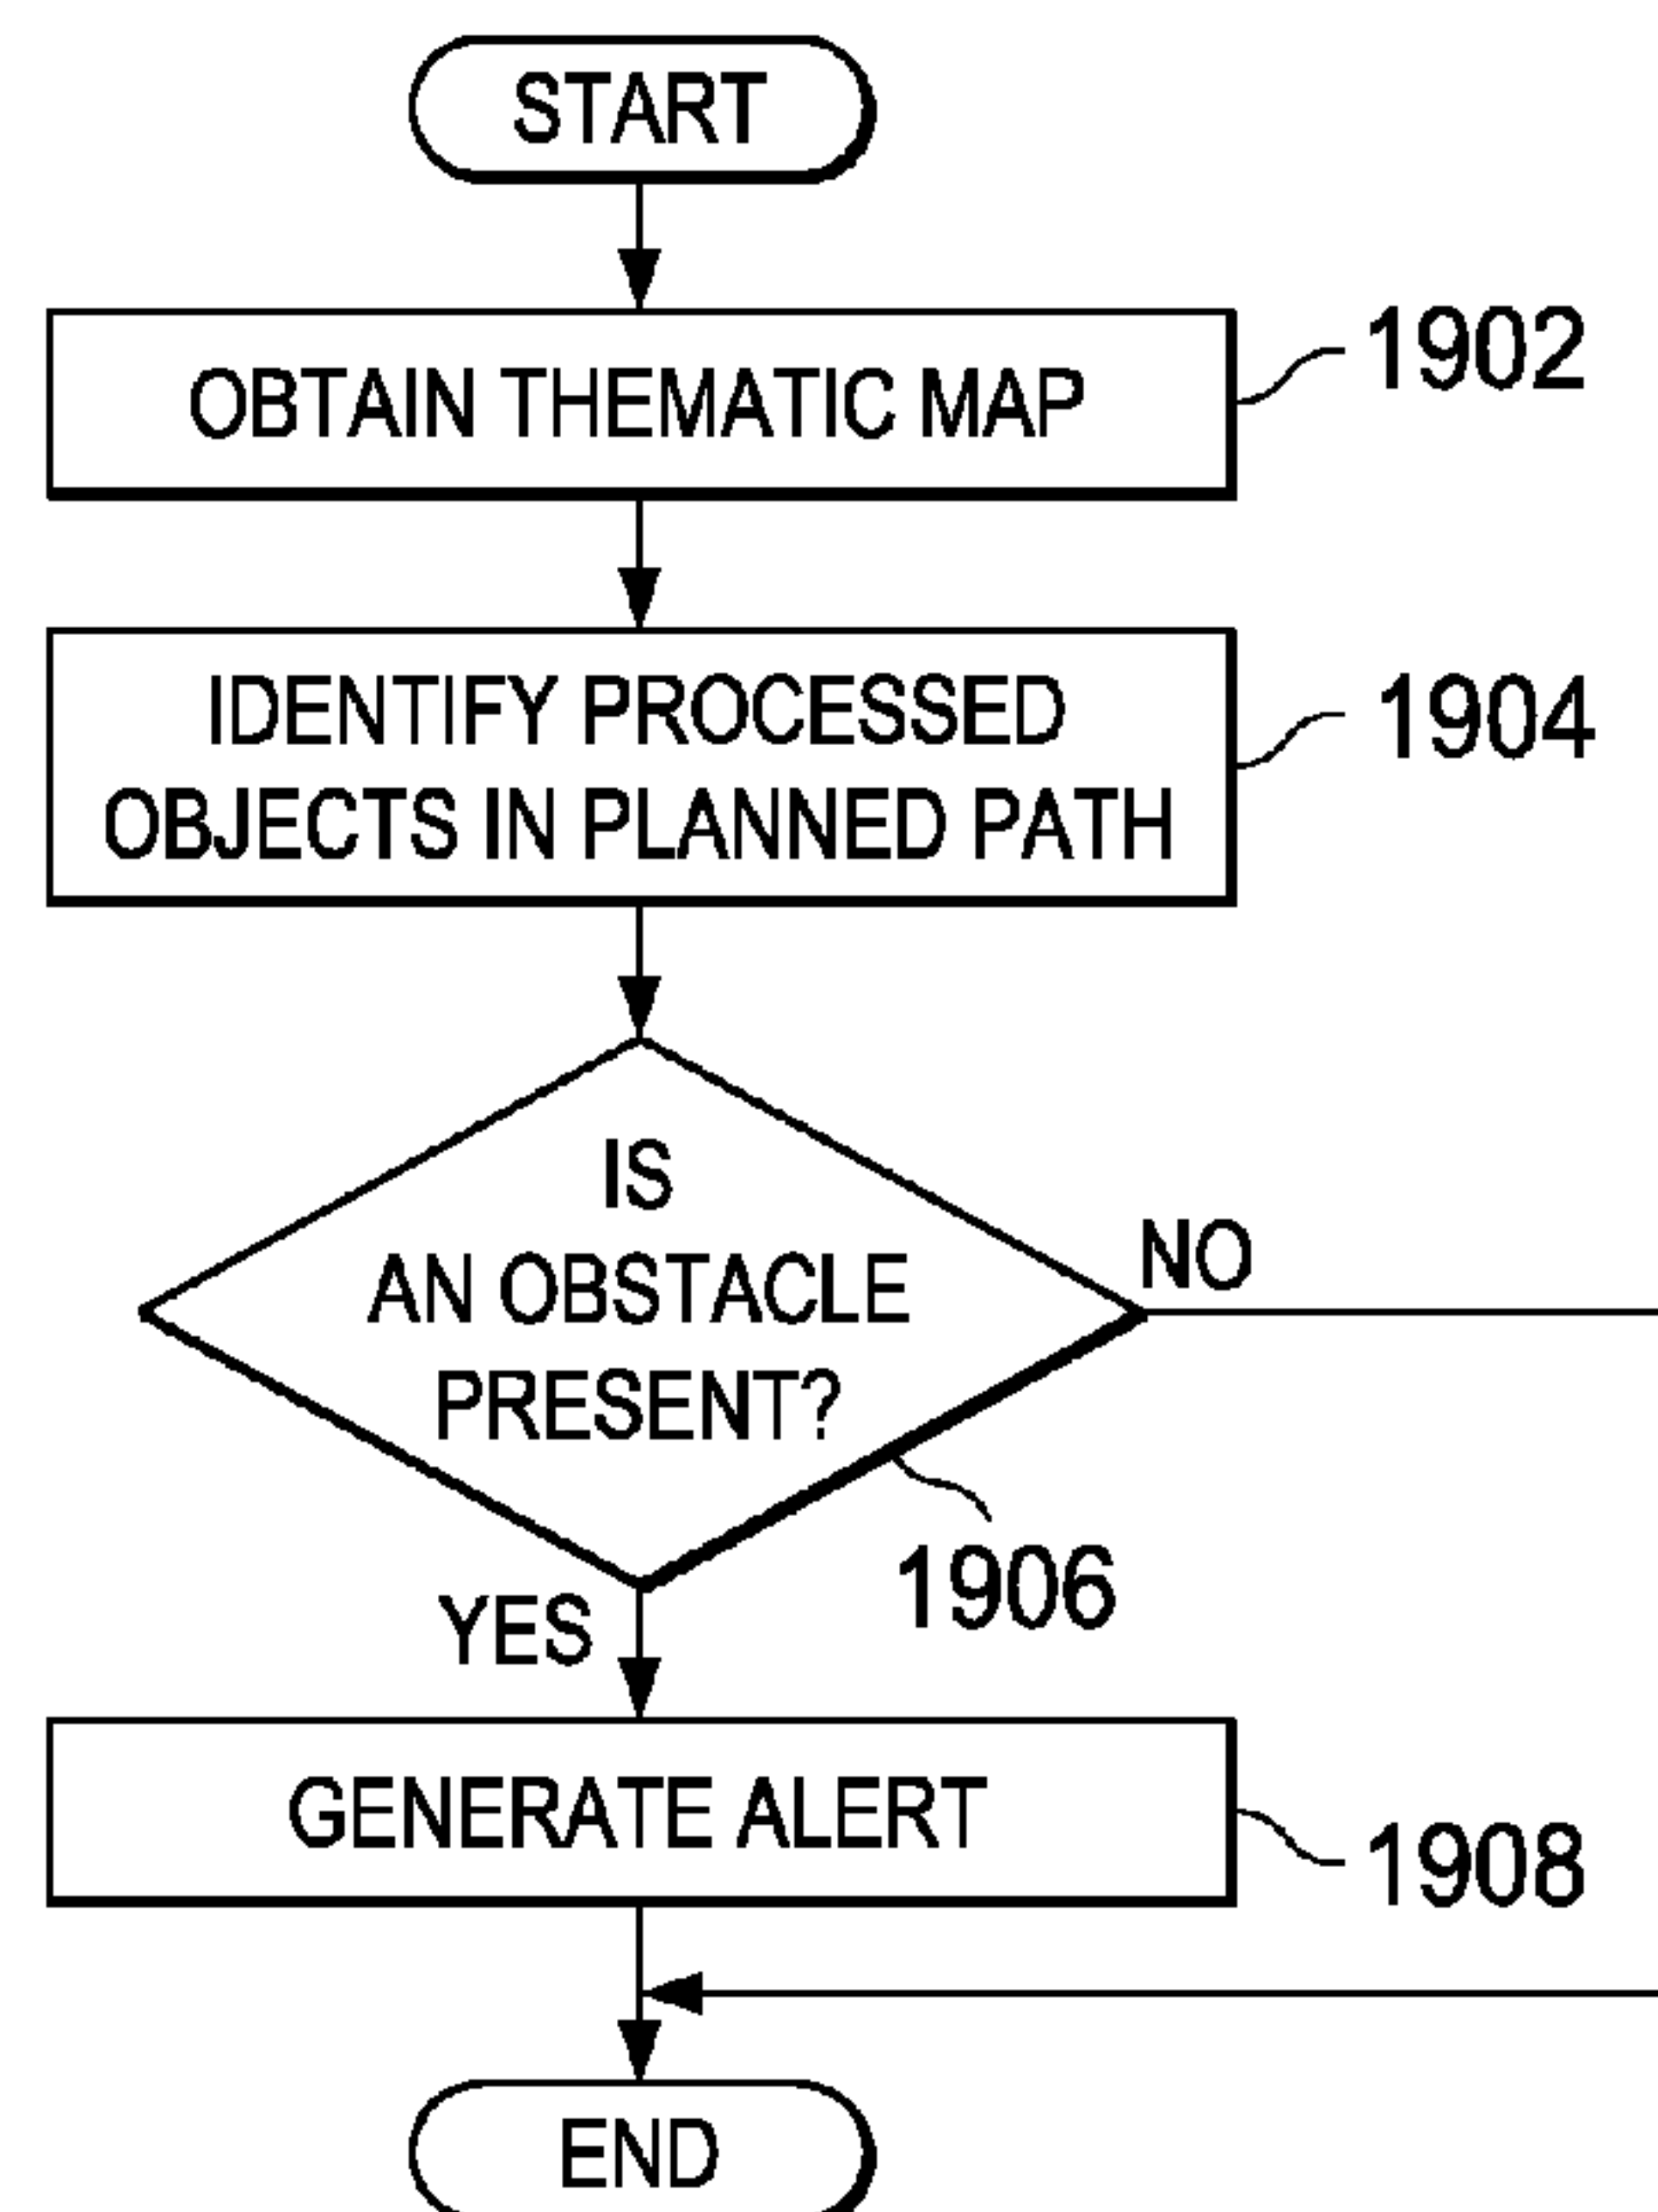 START
OBTAIN THEMATIC MAP
1902
IDENTIFY PROCESSED
OBJECTS IN PLANNED PATH
1904
IS
AN OBSTACLE
PRESENT?
NO
1906
YES
GENERATE ALERT
1908
END